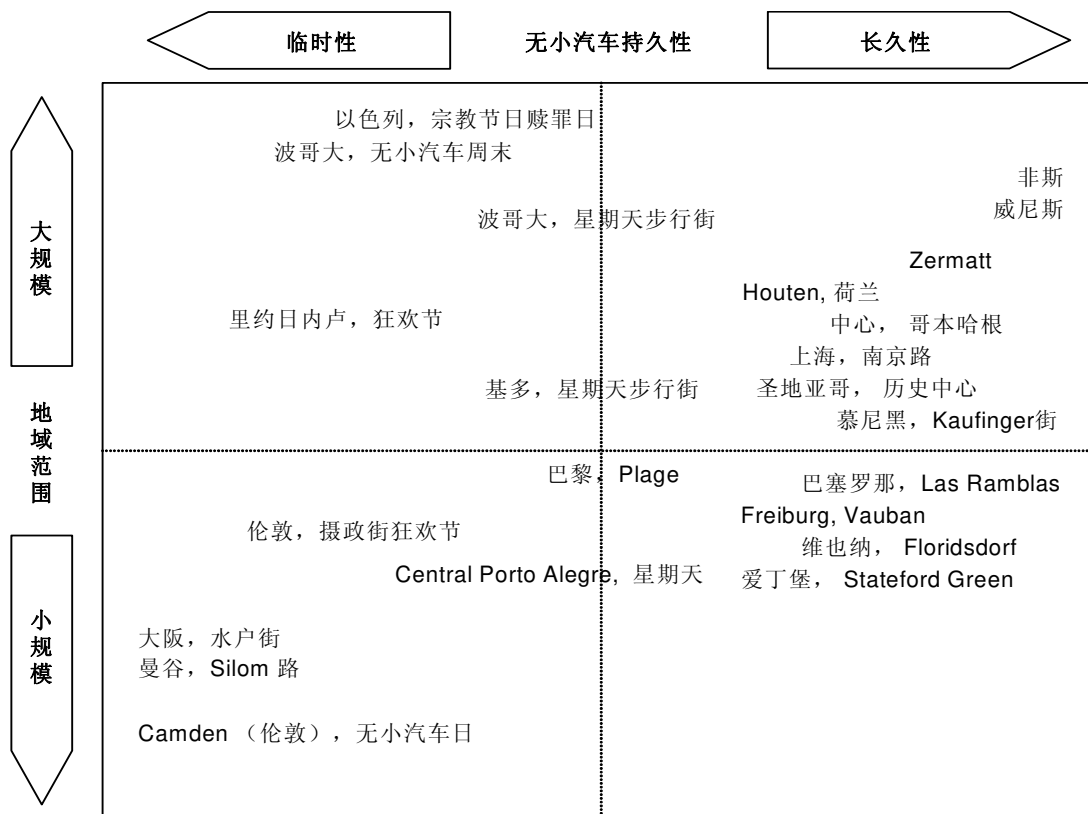 临时性
无小汽车持久性
长久性
大规模
地域范围
小规模
以色列，宗教节日赎罪日
波哥大，无小汽车周末
非斯
威尼斯
波哥大，星期天步行街
Zermatt
Houten, 荷兰
里约日内卢，狂欢节
中心， 哥本哈根
上海，南京路
基多，星期天步行街
圣地亚哥， 历史中心
慕尼黑，Kaufinger街
巴黎，Plage
巴塞罗那，Las Ramblas
Freiburg, Vauban
伦敦，摄政街狂欢节
维也纳， Floridsdorf
Central Porto Alegre, 星期天
爱丁堡， Stateford Green
大阪，水户街
曼谷，Silom 路
Camden （伦敦），无小汽车日